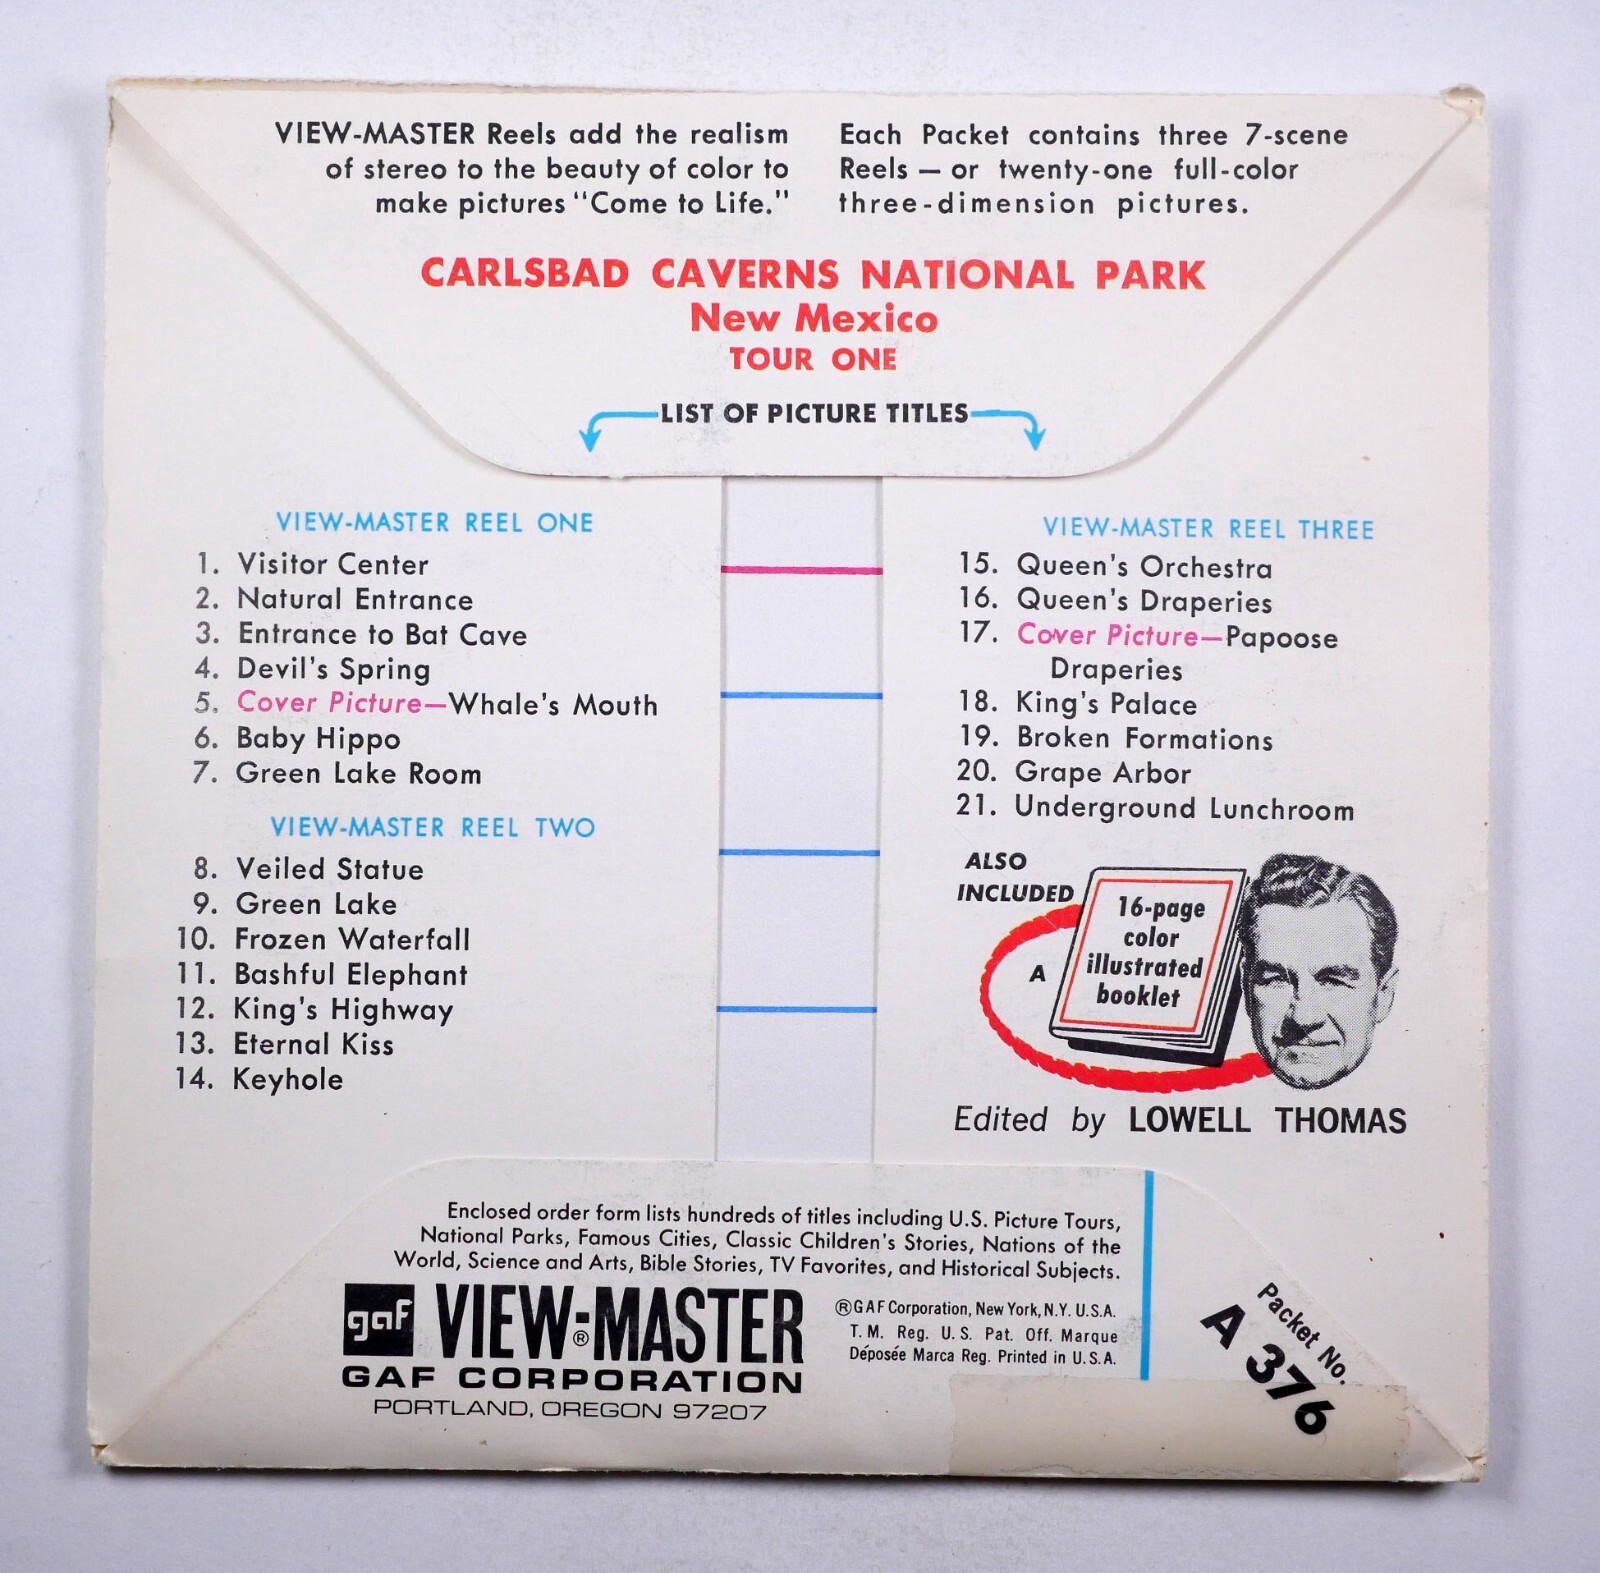 VIEW-MASTER Reels add the realism
of stereo to the beauty of color to
make pictures "Come to Life."
Each Packet contains three 7-scene
Reels — or twenty-one full-color
three-dimension pictures.
CARLSBAD CAVERNS NATIONAL PARK
New Mexico
TOUR ONE
LIST OF PICTURE TITLES
VIEW-MASTER REEL ONE
1. Visitor Center
2. Natural Entrance
3. Entrance to Bat Cave
4. Devil's Spring
5. Cover Picture—Whale's Mouth
6. Baby Hippo
7. Green Lake Room
VIEW-MASTER REEL TWO
8. Veiled Statue
9. Green Lake
10. Frozen Waterfall
11. Bashful Elephant
12. King's Highway
13. Eternal Kiss
14. Keyhole
VIEW-MASTER REEL THREE
15. Queen's Orchestra
16. Queen's Draperies
17. Cover Picture—Papoose
Draperies
18. King's Palace
19. Broken Formations
20. Grape Arbor
21. Underground Lunchroom
ALSO
INCLUDED
A
16-page
color
illustrated
booklet
Edited by LOWELL THOMAS
Enclosed order form lists hundreds of titles including U.S. Picture Tours,
National Parks, Famous Cities, Classic Children's Stories, Nations of the
World, Science and Arts, Bible Stories, TV Favorites, and Historical Subjects.
gaf VIEW-MASTER ®
GAF CORPORATION
PORTLAND, OREGON 97207
®GAF Corporation, New York, N.Y. U.S.A.
T.M. Reg. U.S. Pat. Off. Marque
Déposée Marca Reg. Printed in U.S.A.
Packet No.
A 376